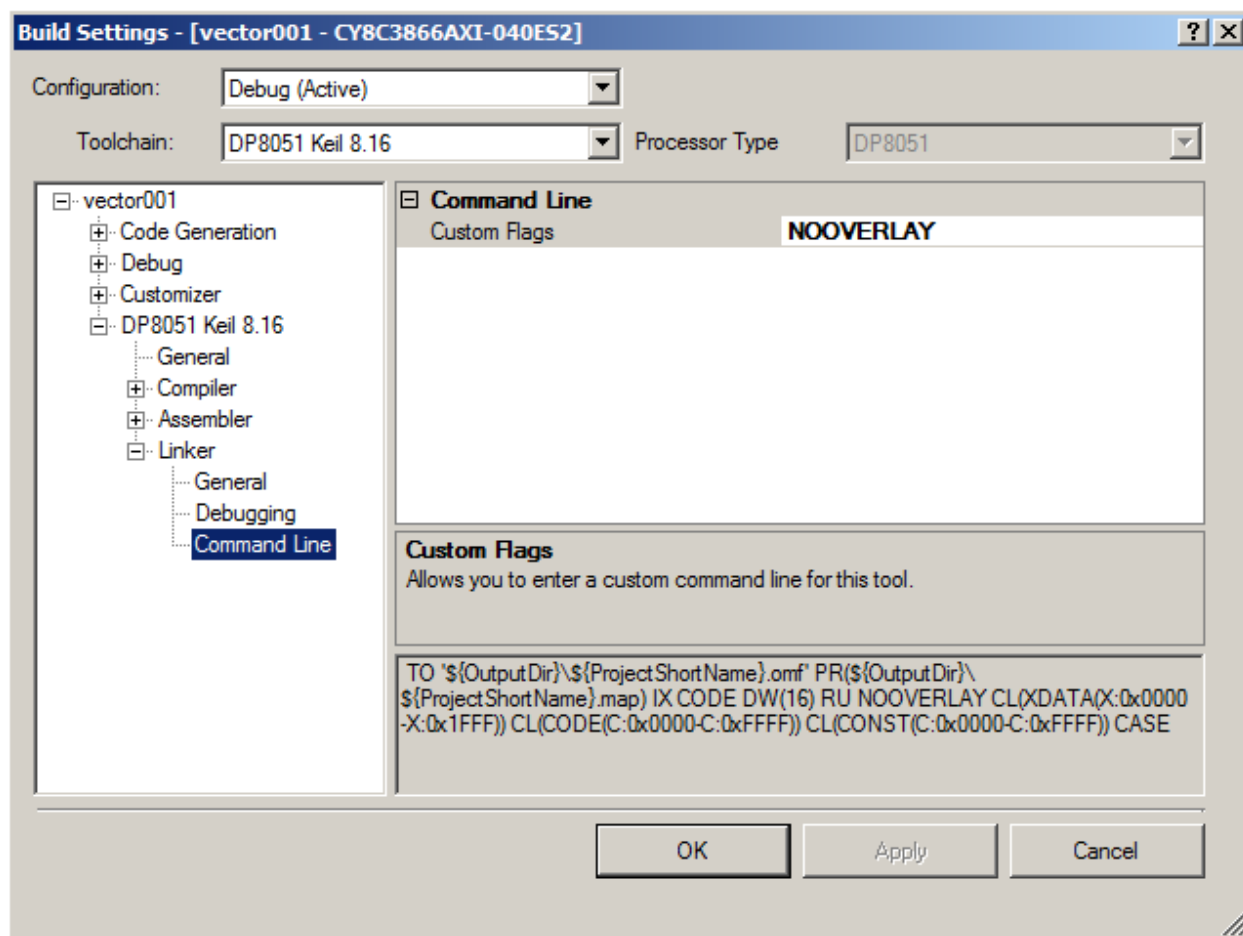 Build Settings - [vector001 - CY8C3866AXI-040ES2]
Configuration: Debug (Active)
Toolchain: DP8051 Keil 8.16 Processor Type DP8051
vector001
Code Generation
Debug
Customizer
DP8051 Keil 8.16
General
Compiler
Assembler
Linker
General
Debugging
Command Line
Command Line
Custom Flags NOOVERLAY
Custom Flags
Allows you to enter a custom command line for this tool.
TO "${OutputDir}\${ProjectShortName}.omf" PR(${OutputDir}\
${ProjectShortName}.map) IX CODE DW(16) RU NOOVERLAY CL(XDATA(X:0x0000
-X:0x1FFF)) CL(CODE(C:0x0000-C:0xFFFF)) CL(CONST(C:0x0000-C:0xFFFF)) CASE
OK Apply Cancel